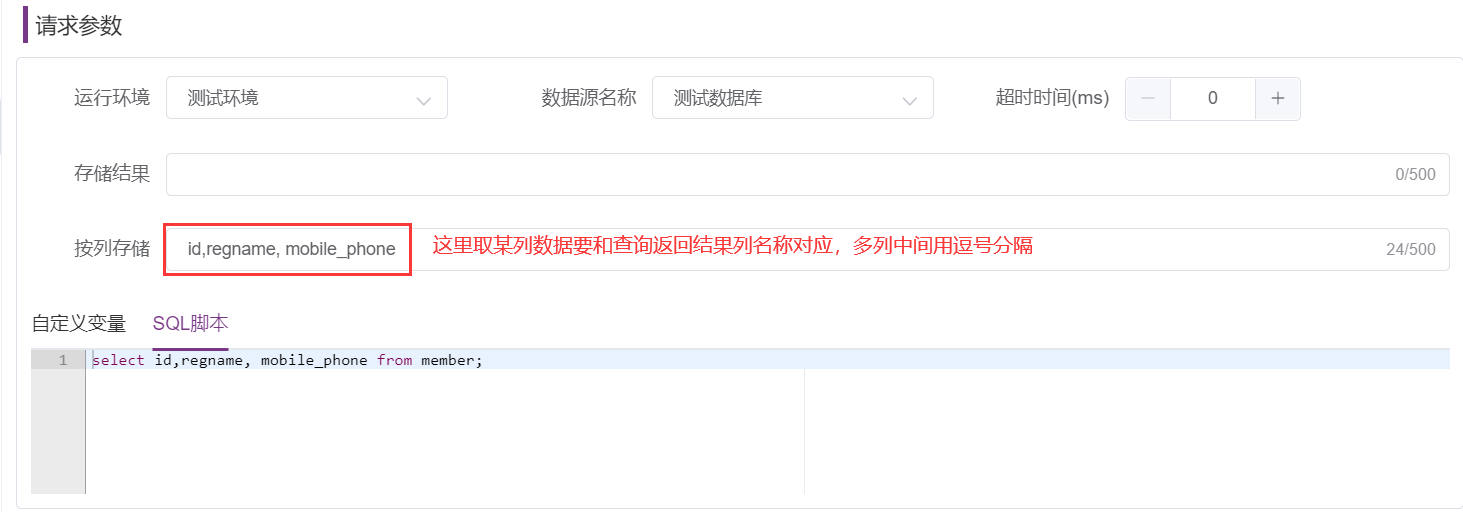 请求参数
运行环境 测试环境 数据源名称 测试数据库 超时时间(ms) 0
存储结果 0/500
按列存储 id,regname, mobile_phone 这里取某列数据要和查询返回结果列名称对应，多列中间用逗号分隔 24/500
自定义变量 SQL脚本
1 select id,regname, mobile_phone from member;